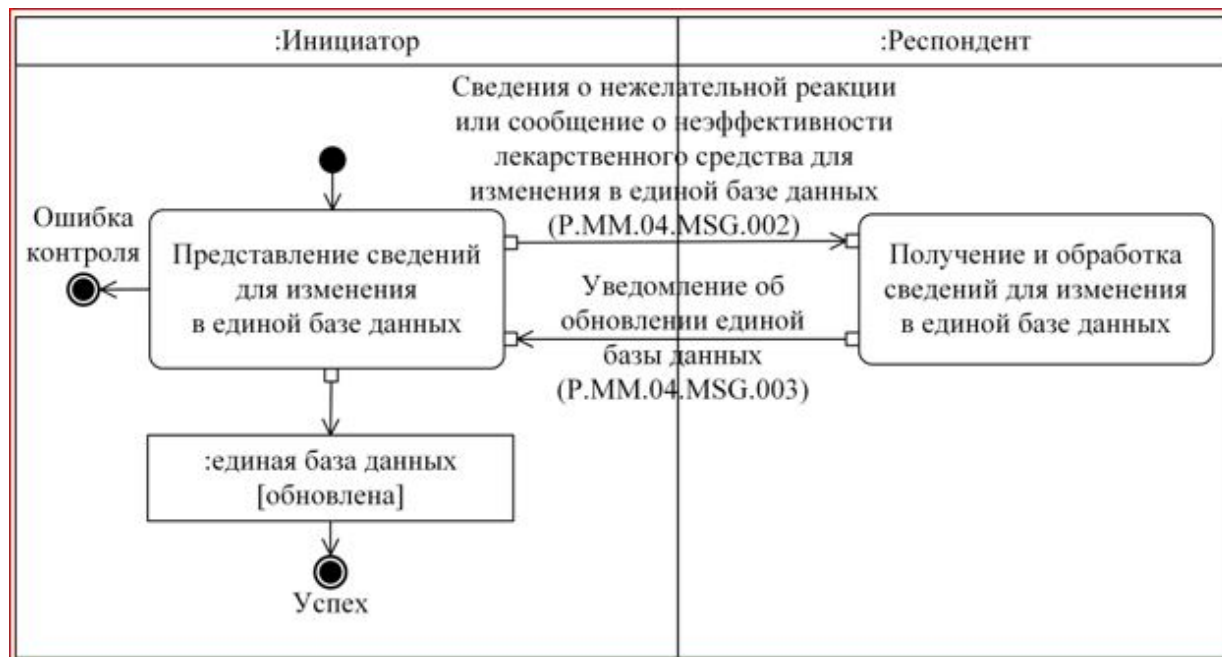 :Инициатор
:Респондент
Сведения о нежелательной реакции
или сообщение о неэффективности
лекарственного средства для
изменения в единой базе данных
(P.MM.04.MSG.002)
Ошибка
контроля
Представление сведений
для изменения
в единой базе данных
Получение и обработка
сведений для изменения
в единой базе данных
Уведомление об
обновлении единой
базы данных
(P.MM.04.MSG.003)
:единая база данных
[обновлена]
Успех